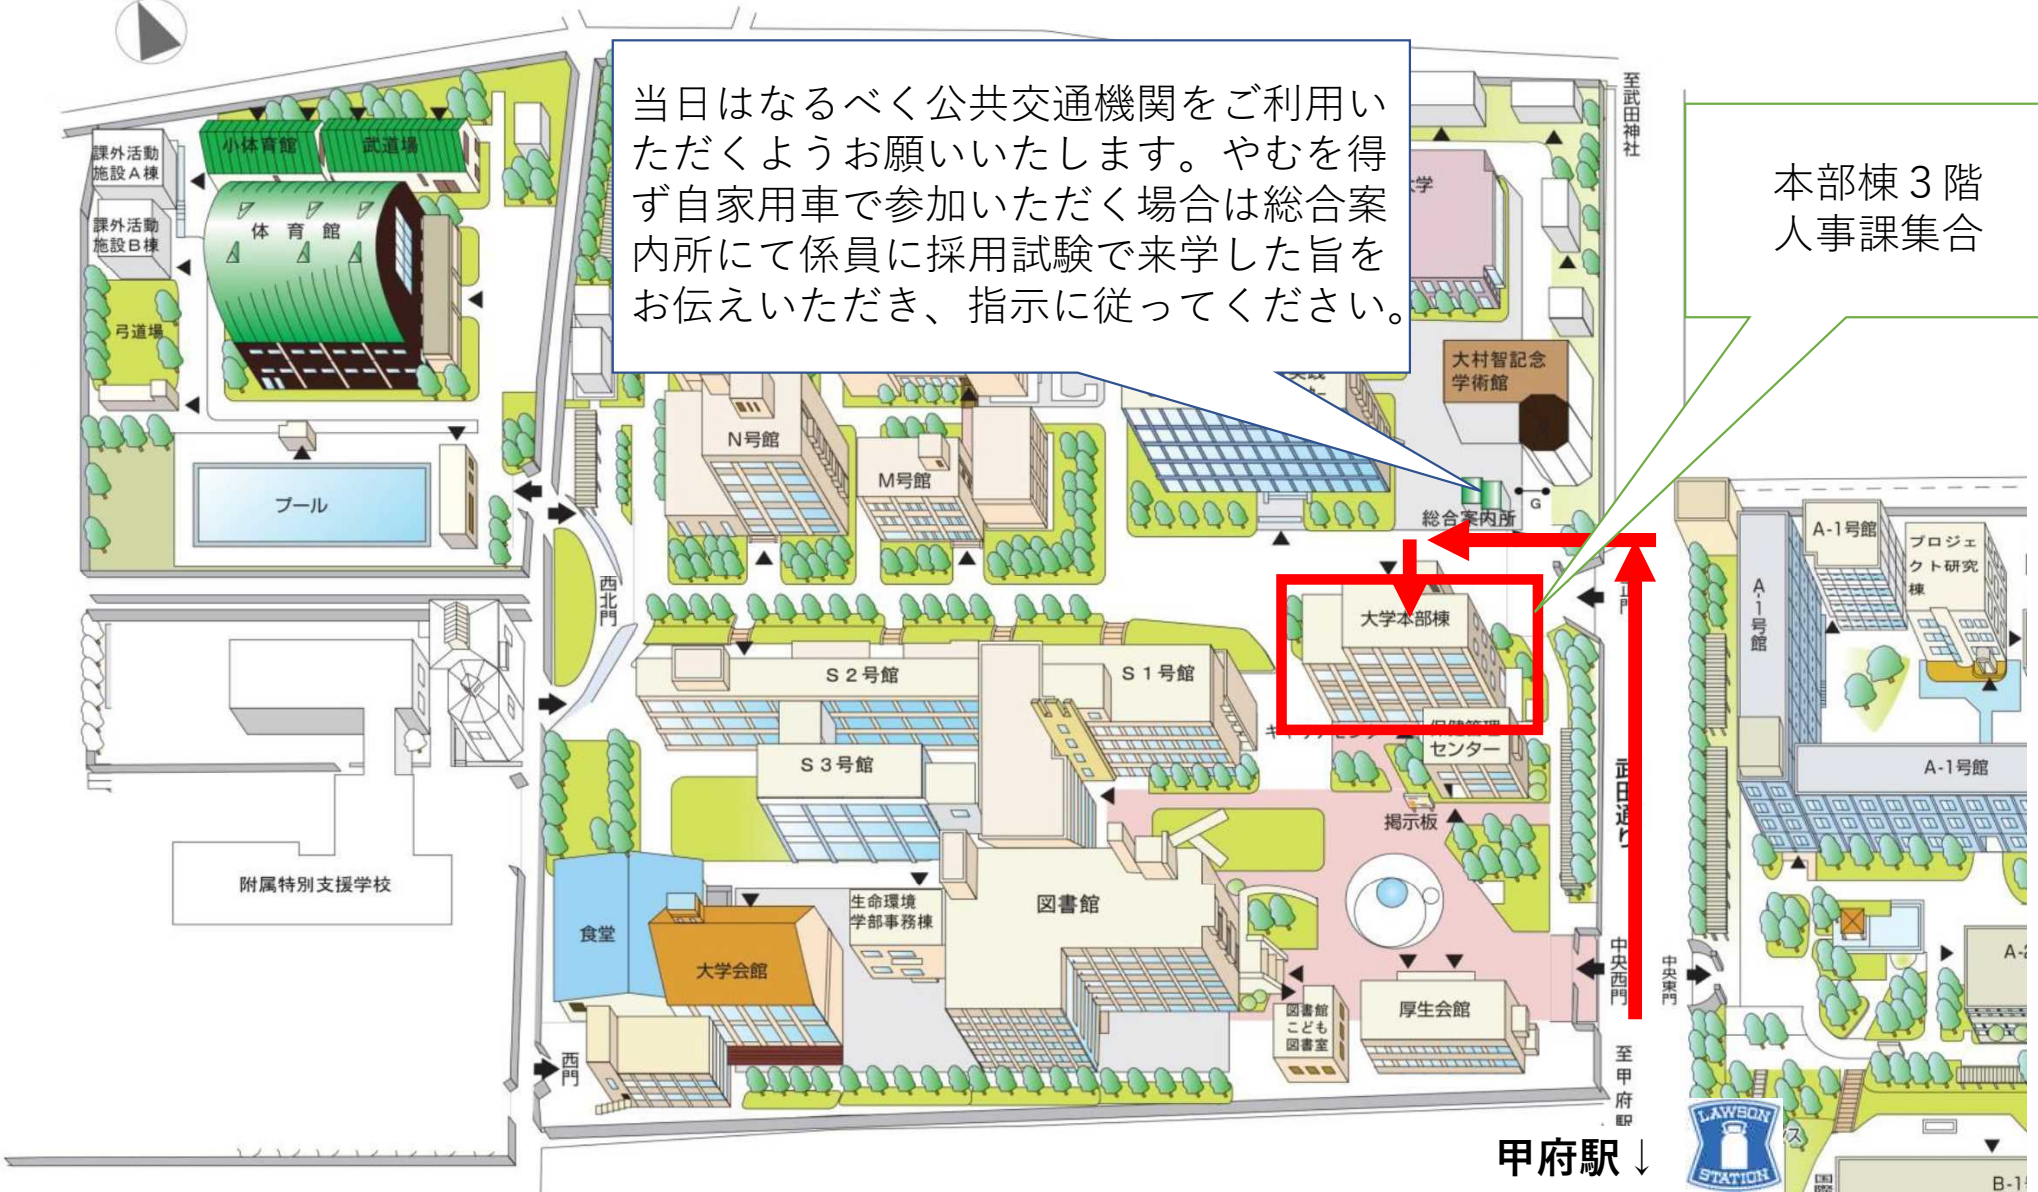 当日はなるべく公共交通機関をご利用い
ただくようお願いいたします。やむを得
ず自家用車で参加いただく場合は総合案
内所にて係員に採用試験で来学した旨を
お伝えいただき、指示に従ってください。
本部棟３階
人事課集合
至武田神社
小体育館
武道場
課外活動
施設Ａ棟
課外活動
施設Ｂ棟
体育館
弓道場
プール
大村智記念
学術館
N号館
M号館
総合案内所
G
西北門
大学本部棟
A-1号館
プロジェ
クト研究
棟
A-1号館
S２号館
S１号館
S３号館
センター
掲示板
武田通り
A-1号館
附属特別支援学校
食堂
大学会館
生命環境
学部事務棟
図書館
図書館
こども
図書室
厚生会館
中央西門
中央東門
西門
至甲府駅
甲府駅↓
LAWSON
STATION